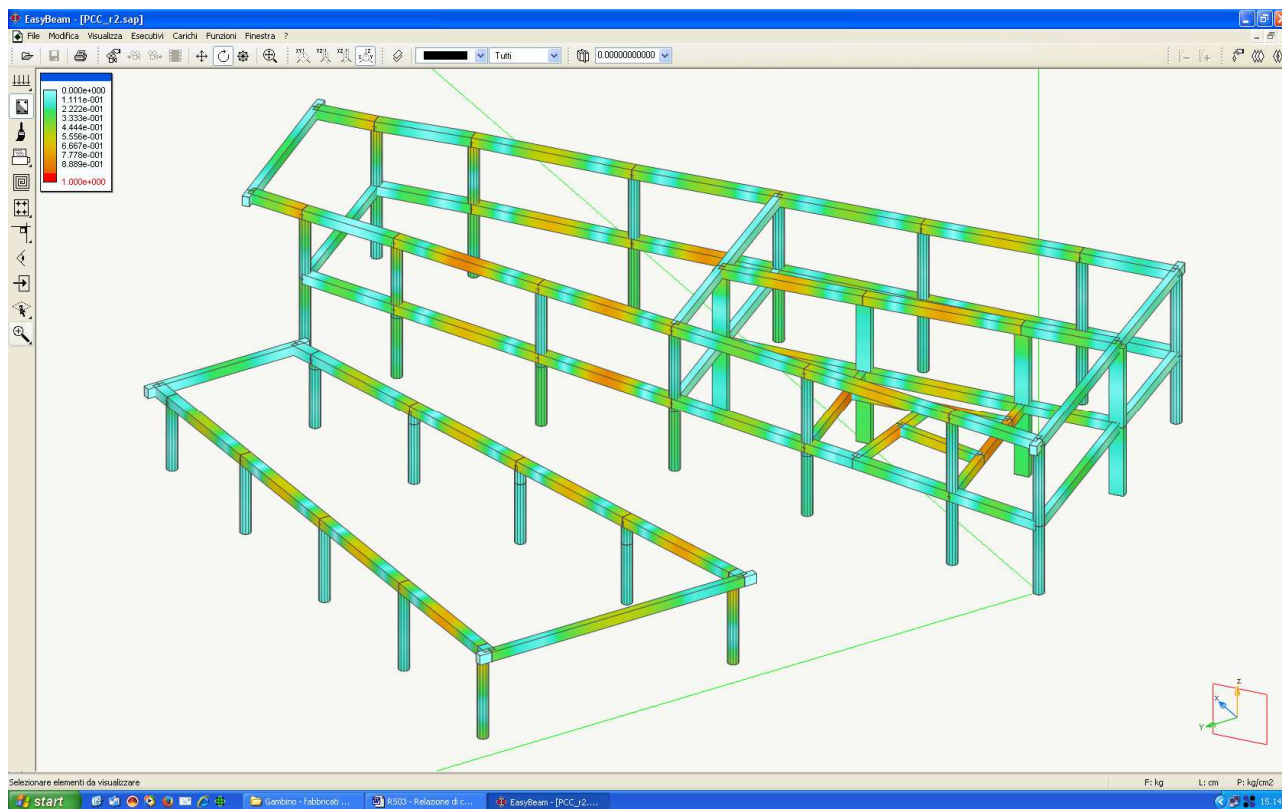 EasyBeam - [PCC_r2.sap]
File Modifica Visualizza Esecutivi Carichi Funzioni Finestra ?
Tutti
0.00000000000
0.000e+000
1.111e-001
2.222e-001
3.333e-001
4.444e-001
5.556e-001
6.667e-001
7.778e-001
8.889e-001
1.000e+000
z
x
y
Selezionare elementi da visualizzare
F: kg
L: cm
P: kg/cm2
start
Gambino - fabbricati ...
RS03 - Relazione di c...
EasyBeam - [PCC_r2....
15.14